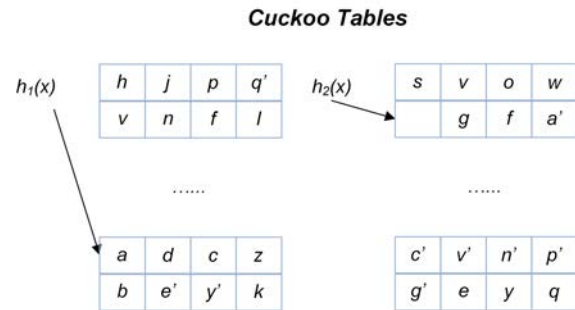 Cuckoo Tables
h1(x)
h j p q'
v n f l
......
a d c z
b e' y' k
h2(x)
s v o w
g f a'
......
c' v' n' p'
g' e y q